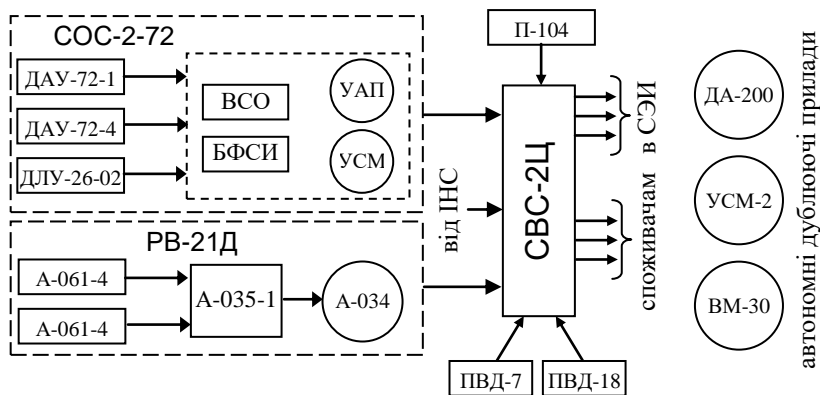 СОС-2-72
ДАУ-72-1
ДАУ-72-4
ДЛУ-26-02
ВСО
БФСИ
УАП
УСМ
РВ-21Д
А-061-4
А-061-4
А-035-1
А-034
від ІНС
П-104
СВС-2Ц
ПВД-7
ПВД-18
в СЭИ
споживачам
ДА-200
УСМ-2
ВМ-30
автономні дублюючі прилади